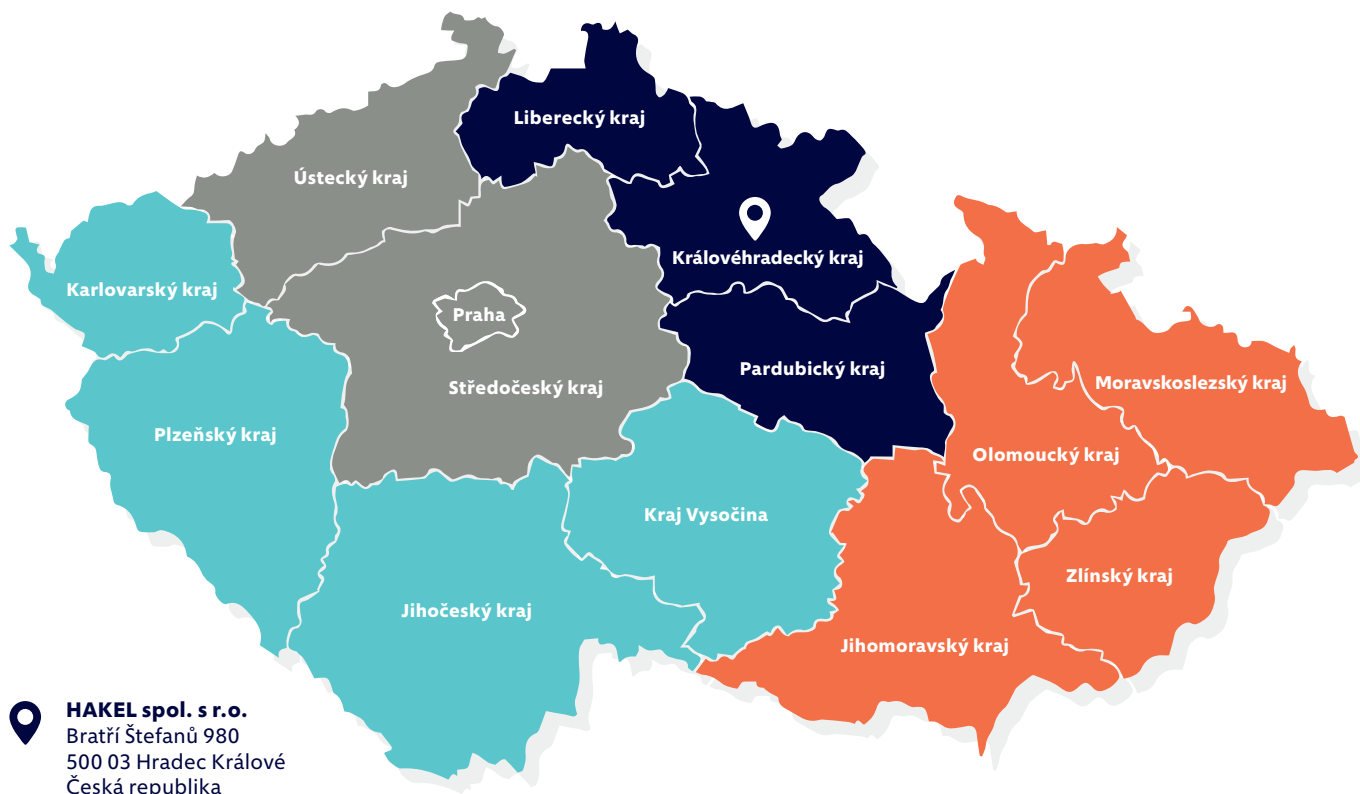 Liberecký kraj
Ústecký kraj
Královéhradecký kraj
Karlovarský kraj
Praha
Pardubický kraj
Středočeský kraj
Moravskoslezský kraj
Plzeňský kraj
Olomoucký kraj
Kraj Vysočina
Zlínský kraj
Jihočeský kraj
Jihomoravský kraj
HAKEL spol. s r.o.
Bratří Štefanů 980
500 03 Hradec Králové
Česká republika